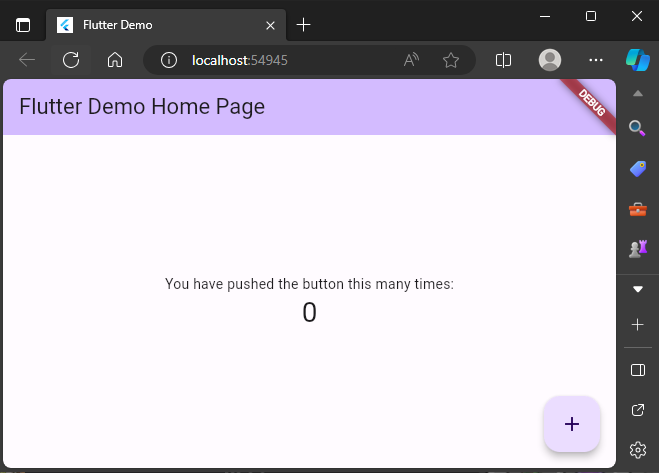 Flutter Demo
localhost:54945
Flutter Demo Home Page
DEBUG
You have pushed the button this many times:
0